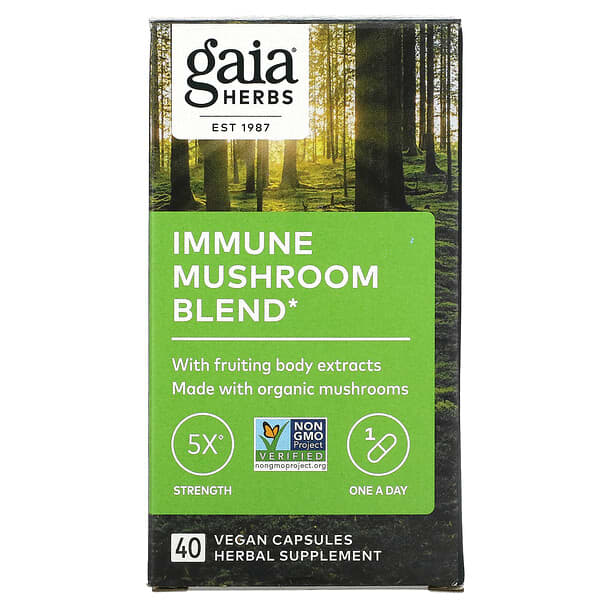 gaia®
HERBS
EST 1987
IMMUNE
MUSHROOM
BLEND*
With fruiting body extracts
Made with organic mushrooms
5X°
STRENGTH
NON
GMO
Project
VERIFIED
nongmoproject.org
1
ONE A DAY
40 VEGAN CAPSULES
HERBAL SUPPLEMENT